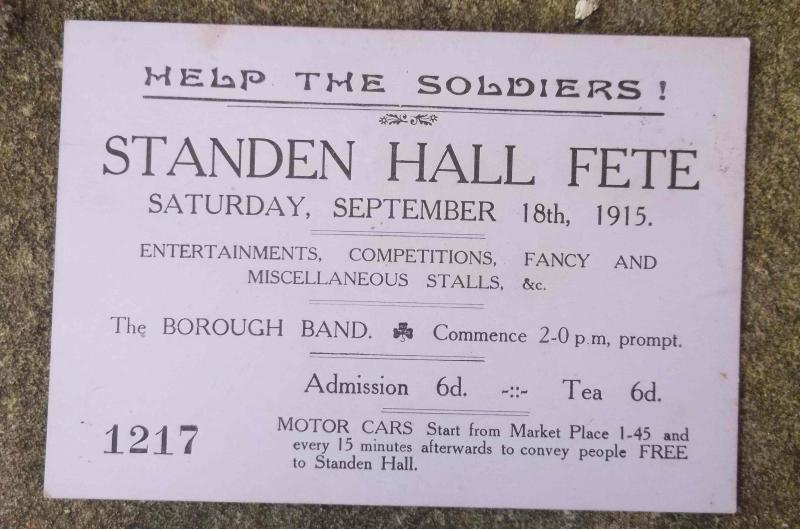 HELP THE SOLDIERS!
STANDEN HALL FETE
SATURDAY, SEPTEMBER 18th, 1915.
ENTERTAINMENTS, COMPETITIONS, FANCY AND
MISCELLANEOUS STALLS, &c.
The BOROUGH BAND. Commence 2-0 p.m, prompt.
Admission 6d. -::- Tea 6d.
1217
MOTOR CARS Start from Market Place 1-45 and
every 15 minutes afterwards to convey people FREE
to Standen Hall.